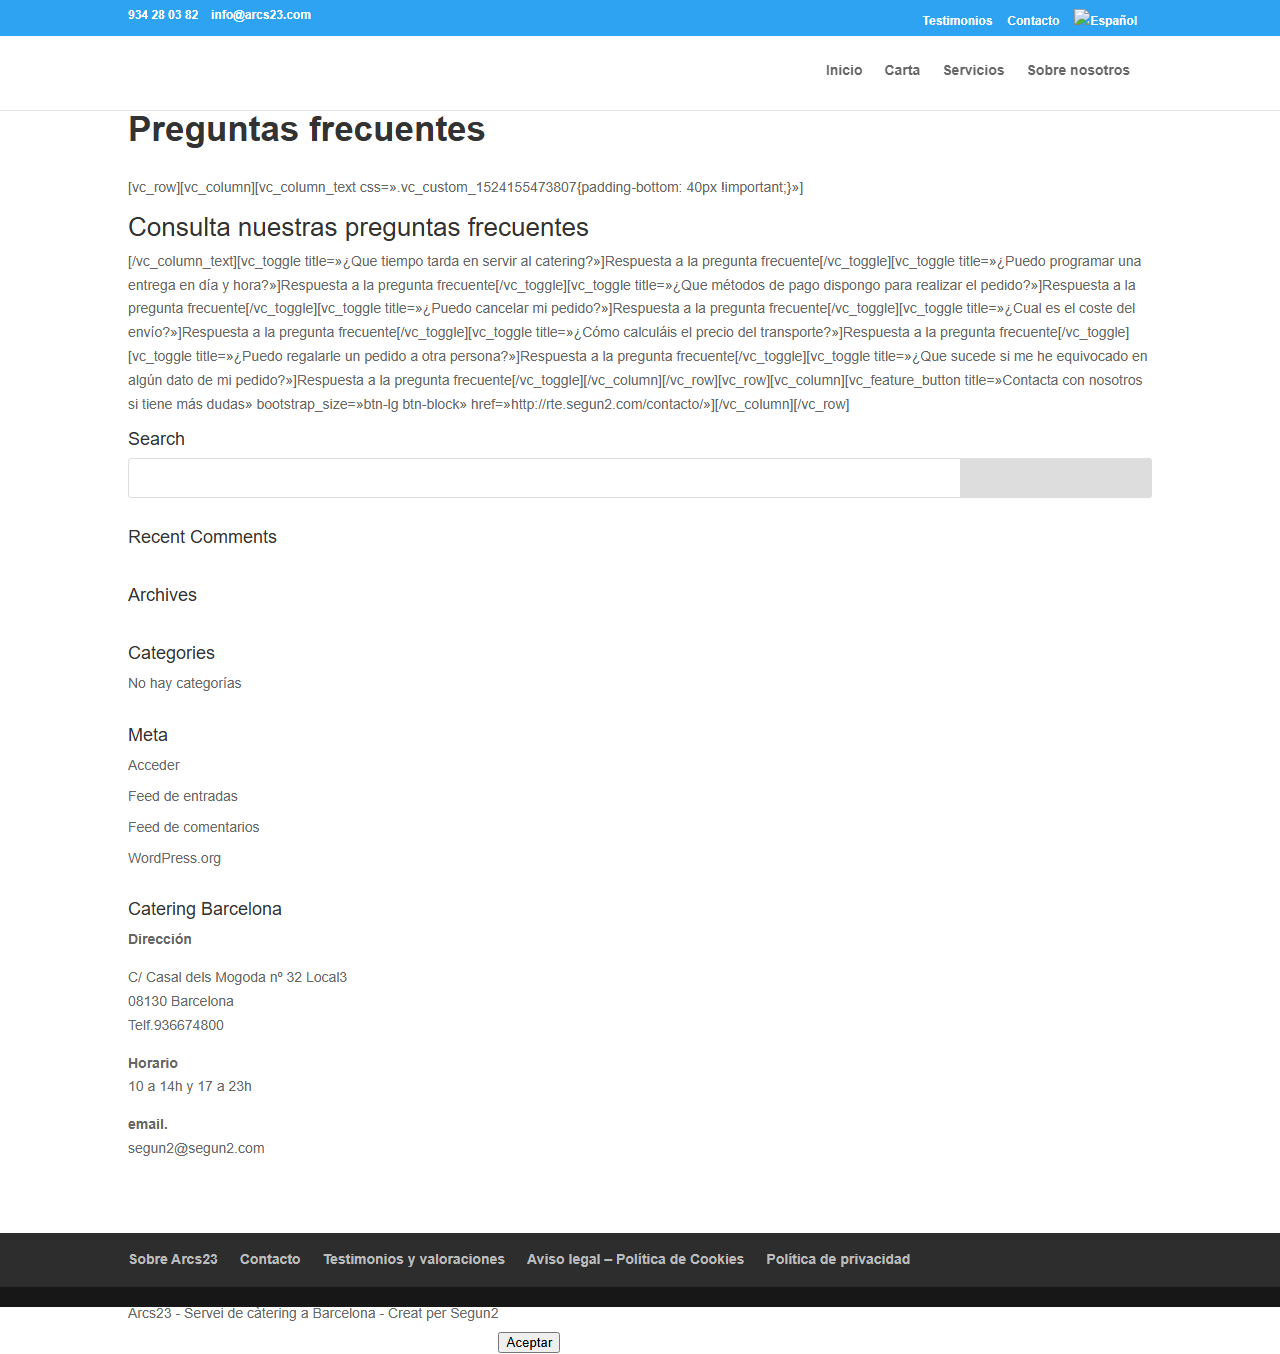 934 28 03 82 info@arcs23.com
Testimonios Contacto Español
Inicio Carta Servicios Sobre nosotros
Preguntas frecuentes
[vc_row][vc_column][vc_column_text css=».vc_custom_1524155473807{padding-bottom: 40px !important;}»]
Consulta nuestras preguntas frecuentes
[/vc_column_text][vc_toggle title=»¿Que tiempo tarda en servir al catering?»]Respuesta a la pregunta frecuente[/vc_toggle][vc_toggle title=»¿Puedo programar una
entrega en día y hora?»]Respuesta a la pregunta frecuente[/vc_toggle][vc_toggle title=»¿Que métodos de pago dispongo para realizar el pedido?»]Respuesta a la
pregunta frecuente[/vc_toggle][vc_toggle title=»¿Puedo cancelar mi pedido?»]Respuesta a la pregunta frecuente[/vc_toggle][vc_toggle title=»¿Cual es el coste del
envío?»]Respuesta a la pregunta frecuente[/vc_toggle][vc_toggle title=»¿Cómo calculáis el precio del transporte?»]Respuesta a la pregunta frecuente[/vc_toggle]
[vc_toggle title=»¿Puedo regalarle un pedido a otra persona?»]Respuesta a la pregunta frecuente[/vc_toggle][vc_toggle title=»¿Que sucede si me he equivocado en
algún dato de mi pedido?»]Respuesta a la pregunta frecuente[/vc_toggle][/vc_column][/vc_row][vc_row][vc_column][vc_feature_button title=»Contacta con nosotros
si tiene más dudas» bootstrap_size=»btn-lg btn-block» href=»http://rte.segun2.com/contacto/»][/vc_column][/vc_row]
Search
Recent Comments
Archives
Categories
No hay categorías
Meta
Acceder
Feed de entradas
Feed de comentarios
WordPress.org
Catering Barcelona
Dirección
C/ Casal dels Mogoda nº 32 Local3
08130 Barcelona
Telf.936674800
Horario
10 a 14h y 17 a 23h
email.
segun2@segun2.com
Sobre Arcs23 Contacto Testimonios y valoraciones Aviso legal – Política de Cookies Política de privacidad
Arcs23 - Servei de càtering a Barcelona - Creat per Segun2
Aceptar